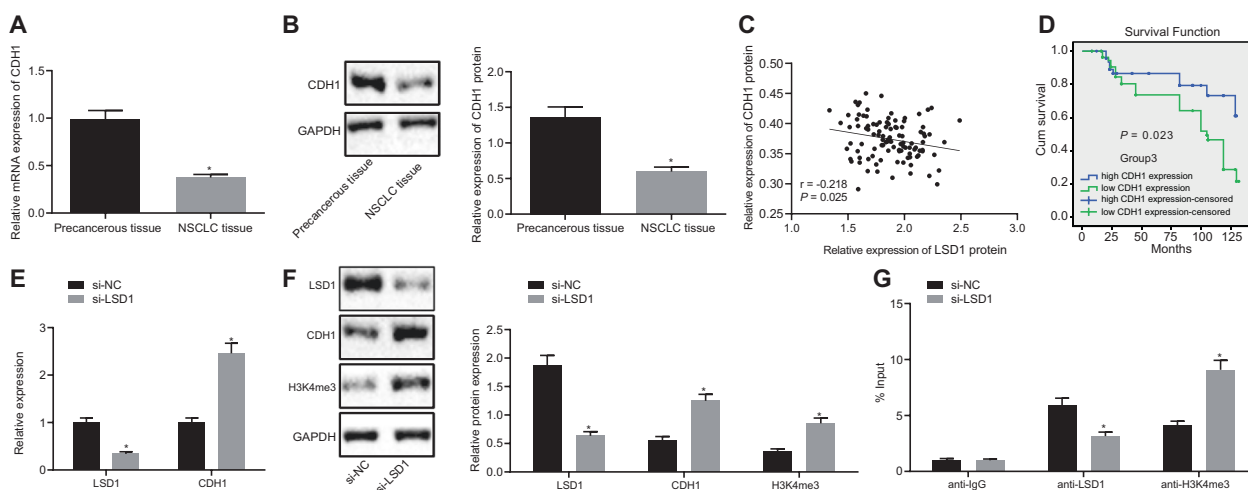 A
Relative mRNA expression of CDH1
1.5
1.0
0.5
0.0
*
Precancerous tissue
NSCLC tissue
B
CDH1
GAPDH
Precancerous tissue
NSCLC tissue
Relative expression of CDH1 protein
2.0
1.5
1.0
0.5
0.0
*
Precancerous tissue
NSCLC tissue
C
Relative expression of CDH1 protein
0.50
0.45
0.40
0.35
0.30
0.25
r = -0.218
P = 0.025
1.0
1.5
2.0
2.5
3.0
Relative expression of LSD1 protein
D
Survival Function
Cum survival
1.0
0.8
0.6
0.4
0.2
0.0
P = 0.023
Group3
high CDH1 expression
low CDH1 expression
high CDH1 expression-censored
low CDH1 expression-censored
0
25
50
75
100
125
Months
E
si-NC
si-LSD1
Relative expression
3
2
1
0
*
*
LSD1
CDH1
F
LSD1
CDH1
H3K4me3
GAPDH
si-NC
si-LSD1
si-NC
si-LSD1
Relative protein expression
2.5
2.0
1.5
1.0
0.5
0.0
*
*
*
LSD1
CDH1
H3K4me3
G
si-NC
si-LSD1
% Input
15
10
5
0
*
*
anti-IgG
anti-LSD1
anti-H3K4me3